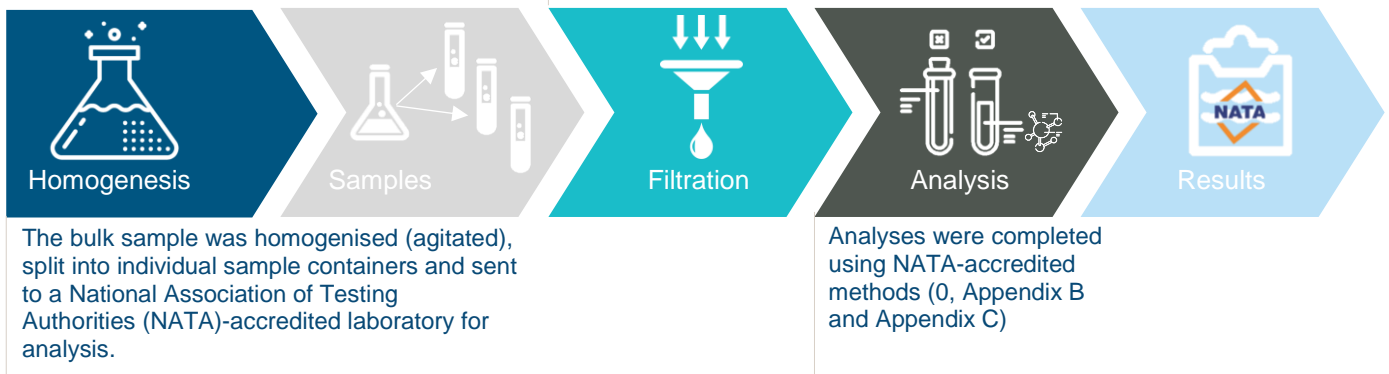 Homogenesis
Samples
Filtration
Analysis
NATA
Results
The bulk sample was homogenised (agitated),
split into individual sample containers and sent
to a National Association of Testing
Authorities (NATA)-accredited laboratory for
analysis.
Analyses were completed
using NATA-accredited
methods (0, Appendix B
and Appendix C)